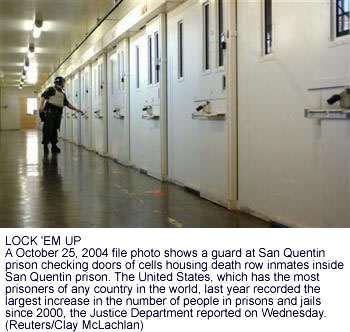 LOCK 'EM UP
A October 25, 2004 file photo shows a guard at San Quentin
prison checking doors of cells housing death row inmates inside
San Quentin prison. The United States, which has the most
prisoners of any country in the world, last year recorded the
largest increase in the number of people in prisons and jails
since 2000, the Justice Department reported on Wednesday.
(Reuters/Clay McLachlan)